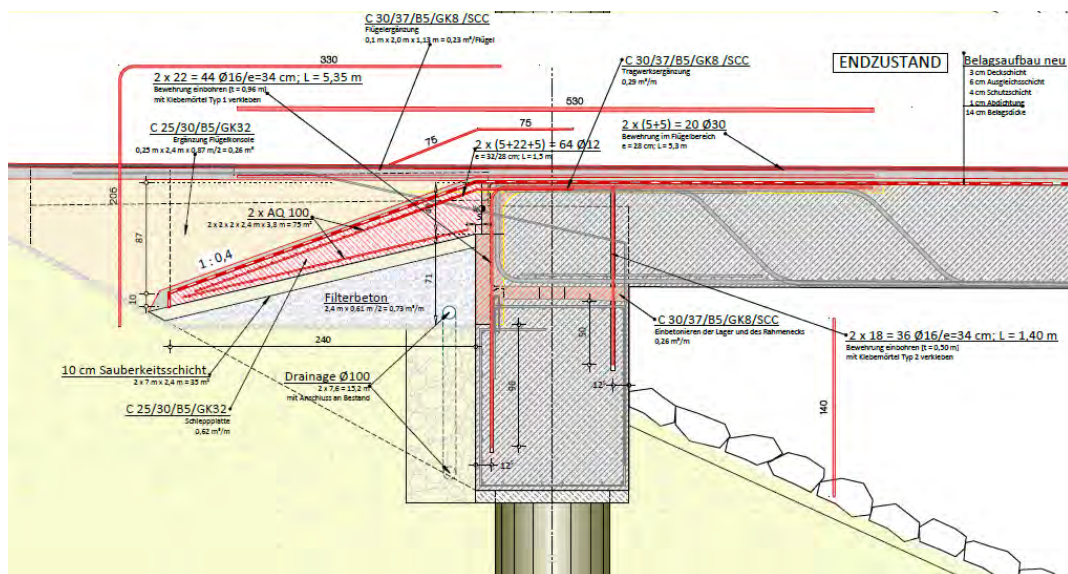 C 30/37/B5/GK8 /SCC
Flügelergänzung
0,1 m x 2,0 m x 1,13 m = 0,23 m³/Flügel
330
2 x 22 = 44 Ø16/e=34 cm; L = 5,35 m
Bewehrung einbohren (t = 0,96 m)
mit Klebemörtel Typ 1 verkleben
C 30/37/B5/GK8 /SCC
Tragwerksergänzung
0,29 m³/m
ENDZUSTAND
Belagsaufbau neu
3 cm Deckschicht
6 cm Ausgleichsschicht
4 cm Schutzschicht
1 cm Abdichtung
14 cm Belagsdicke
530
C 25/30/B5/GK32
Ergänzung Flügelkonsole
0,25 m x 2,4 m x 0,87 m/2 = 0,26 m³
75
75
2 x (5+22+5) = 64 Ø12
e = 32/28 cm; L = 1,5 m
2 x (5+5) = 20 Ø30
Bewehrung im Flügelbereich
e = 28 cm; L = 5,3 m
205
87
10
2 x AQ 100
2 x 2 x 2 x 2,4 m x 3,8 m = 75 m²
1 : 0,4
71
Filterbeton
2,4 m x 0,61 m /2 = 0,73 m³/m
240
50
C 30/37/B5/GK8/SCC
Einbetonieren der Lager und des Rahmenecks
0,26 m³/m
2 x 18 = 36 Ø16/e=34 cm; L = 1,40 m
Bewehrung einbohren (t = 0,50 m)
mit Klebemörtel Typ 2 verkleben
10 cm Sauberkeitsschicht
2 x 7 m x 2,4 m = 35 m²
Drainage Ø100
2 x 7,6 = 15,2 m
mit Anschluss an Bestand
C 25/30/B5/GK32
Schleppplatte
0,62 m³/m
90
12⁵
12⁵
140